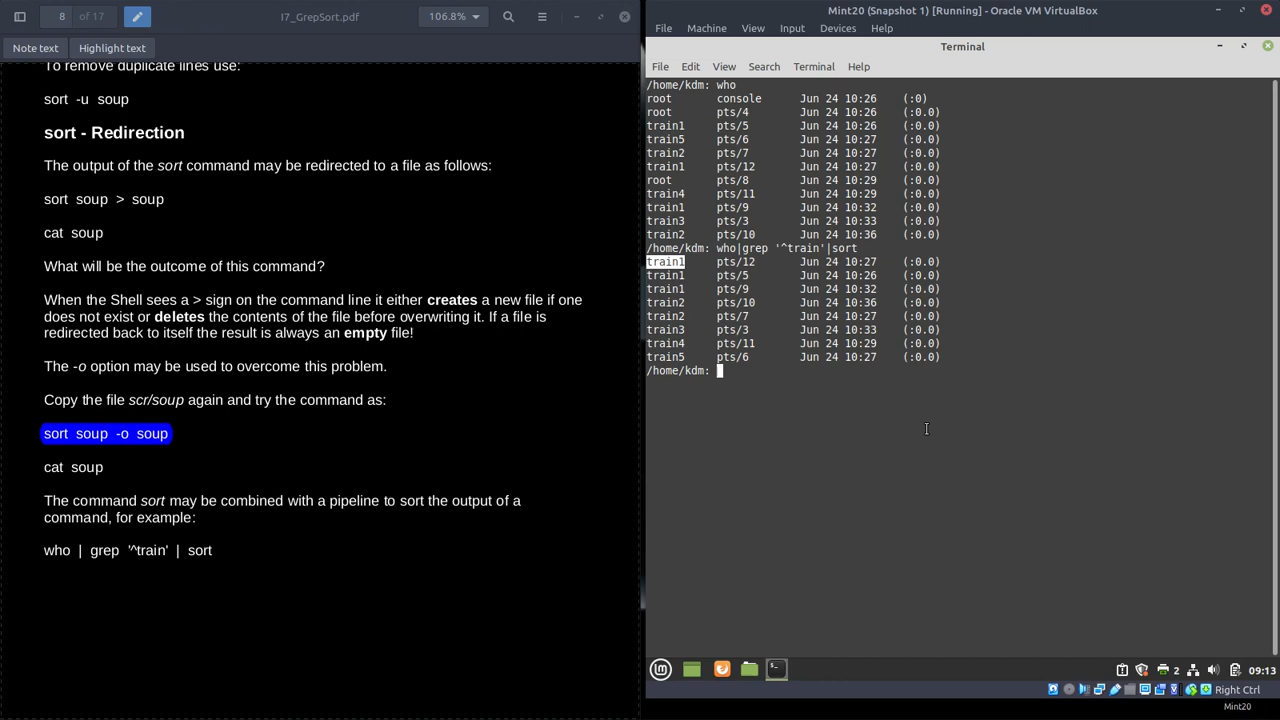 8 of 17 I7_GrepSort.pdf 106.8%
Note text Highlight text
To remove duplicate lines use:
sort -u soup
sort - Redirection
The output of the sort command may be redirected to a file as follows:
sort soup > soup
cat soup
What will be the outcome of this command?
When the Shell sees a > sign on the command line it either creates a new file if one
does not exist or deletes the contents of the file before overwriting it. If a file is
redirected back to itself the result is always an empty file!
The -o option may be used to overcome this problem.
Copy the file scr/soup again and try the command as:
sort soup -o soup
cat soup
The command sort may be combined with a pipeline to sort the output of a
command, for example:
who | grep '^train' | sort
Mint20 (Snapshot 1) [Running] - Oracle VM VirtualBox
File Machine View Input Devices Help
Terminal
File Edit View Search Terminal Help
/home/kdm: who
root console Jun 24 10:26 (:0)
root pts/4 Jun 24 10:26 (:0.0)
train1 pts/5 Jun 24 10:26 (:0.0)
train5 pts/6 Jun 24 10:27 (:0.0)
train2 pts/7 Jun 24 10:27 (:0.0)
train1 pts/12 Jun 24 10:27 (:0.0)
root pts/8 Jun 24 10:29 (:0.0)
train4 pts/11 Jun 24 10:29 (:0.0)
train1 pts/9 Jun 24 10:32 (:0.0)
train3 pts/3 Jun 24 10:33 (:0.0)
train2 pts/10 Jun 24 10:36 (:0.0)
/home/kdm: who|grep '^train'|sort
train1 pts/12 Jun 24 10:27 (:0.0)
train1 pts/5 Jun 24 10:26 (:0.0)
train1 pts/9 Jun 24 10:32 (:0.0)
train2 pts/10 Jun 24 10:36 (:0.0)
train2 pts/7 Jun 24 10:27 (:0.0)
train3 pts/3 Jun 24 10:33 (:0.0)
train4 pts/11 Jun 24 10:29 (:0.0)
train5 pts/6 Jun 24 10:27 (:0.0)
/home/kdm:
2 09:13
Right Ctrl
Mint20